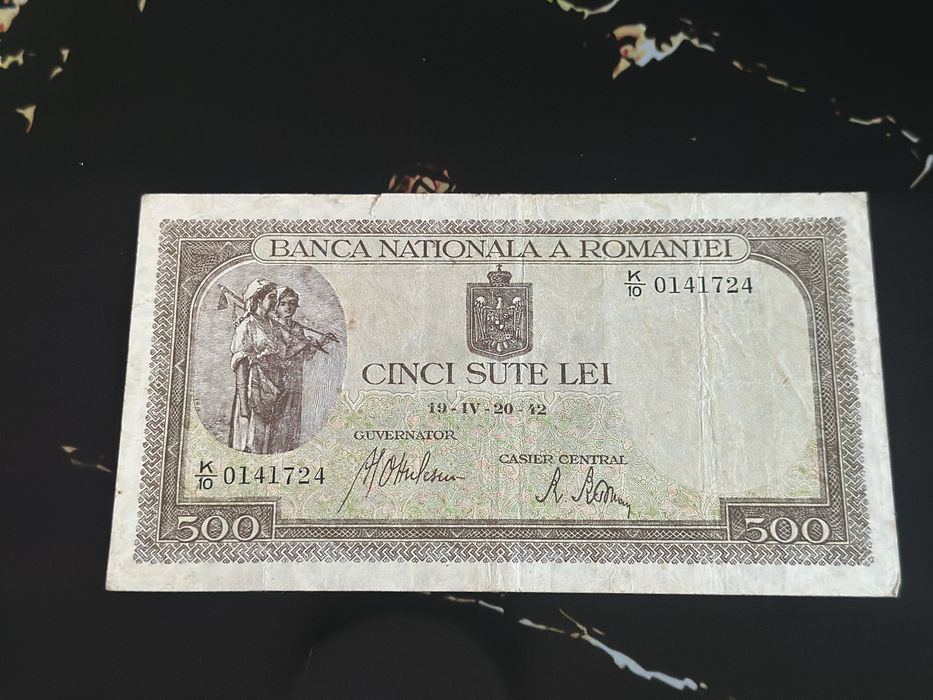 BANCA NATIONALA A ROMANIEI
K/10 0141724
CINCI SUTE LEI
19-IV-20-42
GUVERNATOR
CASIER CENTRAL
K/10 0141724
500
500